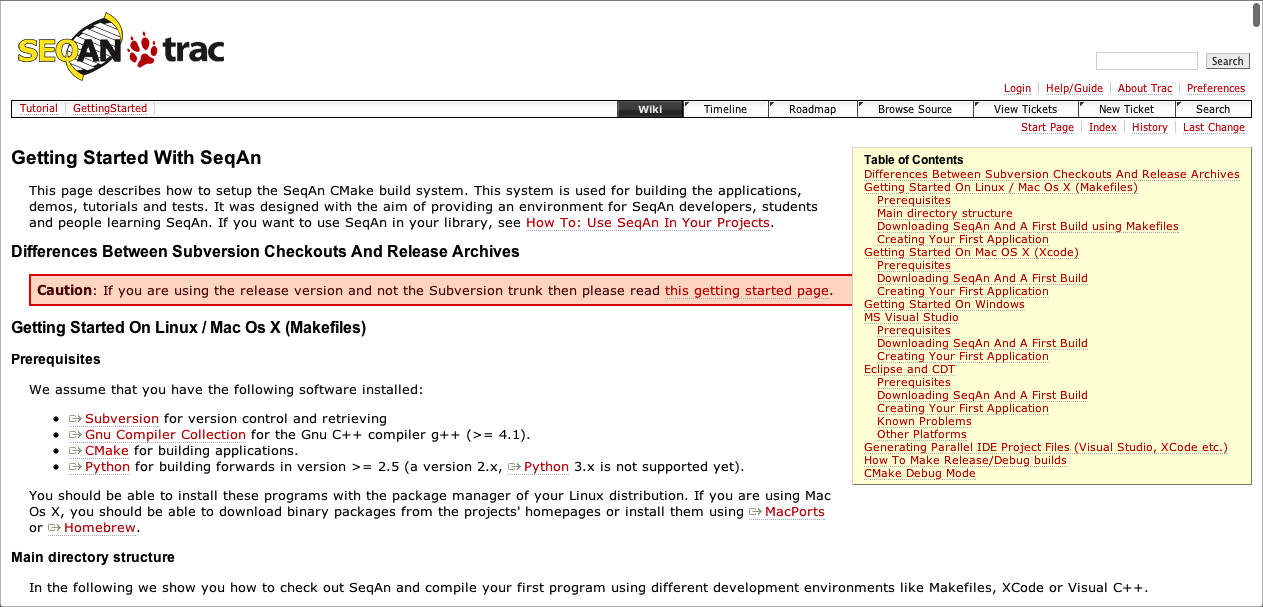 SEQAN trac
Search
Login Help/Guide About Trac Preferences
Tutorial GettingStarted
Wiki Timeline Roadmap Browse Source View Tickets New Ticket Search
Start Page Index History Last Change
Getting Started With SeqAn
This page describes how to setup the SeqAn CMake build system. This system is used for building the applications,
demos, tutorials and tests. It was designed with the aim of providing an environment for SeqAn developers, students
and people learning SeqAn. If you want to use SeqAn in your library, see How To: Use SeqAn In Your Projects.
Differences Between Subversion Checkouts And Release Archives
Caution: If you are using the release version and not the Subversion trunk then please read this getting started page.
Getting Started On Linux / Mac Os X (Makefiles)
Prerequisites
We assume that you have the following software installed:
• Subversion for version control and retrieving
• Gnu Compiler Collection for the Gnu C++ compiler g++ (>= 4.1).
• CMake for building applications.
• Python for building forwards in version >= 2.5 (a version 2.x, Python 3.x is not supported yet).
You should be able to install these programs with the package manager of your Linux distribution. If you are using Mac
Os X, you should be able to download binary packages from the projects' homepages or install them using MacPorts
or Homebrew.
Main directory structure
In the following we show you how to check out SeqAn and compile your first program using different development environments like Makefiles, XCode or Visual C++.
Table of Contents
Differences Between Subversion Checkouts And Release Archives
Getting Started On Linux / Mac Os X (Makefiles)
Prerequisites
Main directory structure
Downloading SeqAn And A First Build using Makefiles
Creating Your First Application
Getting Started On Mac OS X (Xcode)
Prerequisites
Downloading SeqAn And A First Build
Creating Your First Application
Getting Started On Windows
MS Visual Studio
Prerequisites
Downloading SeqAn And A First Build
Creating Your First Application
Eclipse and CDT
Prerequisites
Downloading SeqAn And A First Build
Creating Your First Application
Known Problems
Other Platforms
Generating Parallel IDE Project Files (Visual Studio, XCode etc.)
How To Make Release/Debug builds
CMake Debug Mode